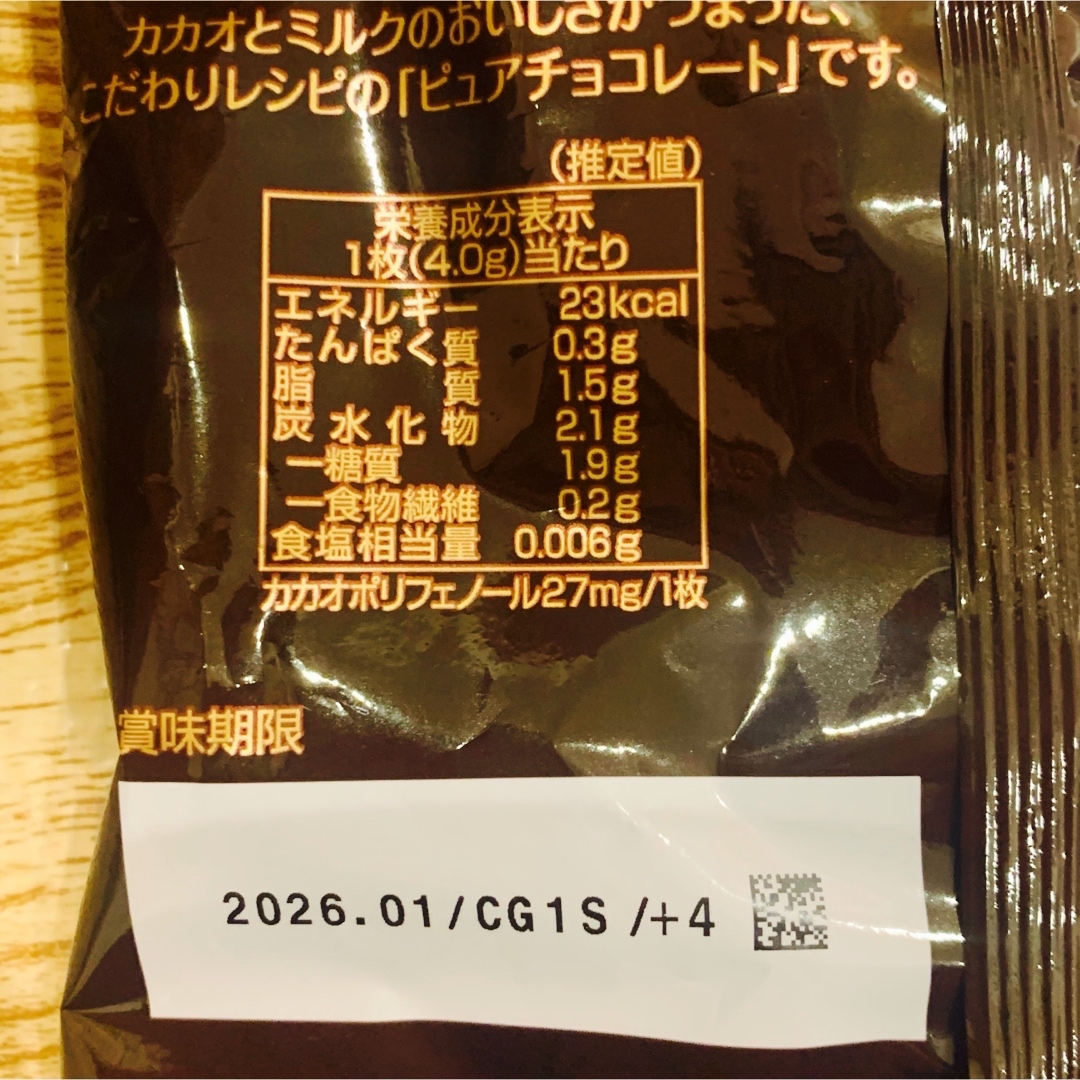 カカオとミルクのおいしさがつまった、
こだわりレシピの「ピュアチョコレート」です。
(推定値)
栄養成分表示
1枚(4.0g)当たり
エネルギー 23kcal
たんぱく質 0.3g
脂質 1.5g
炭水化物 2.1g
ー糖質 1.9g
ー食物繊維 0.2g
食塩相当量 0.006g
カカオポリフェノール27mg/1枚
賞味期限
2026.01/CG1S/+4